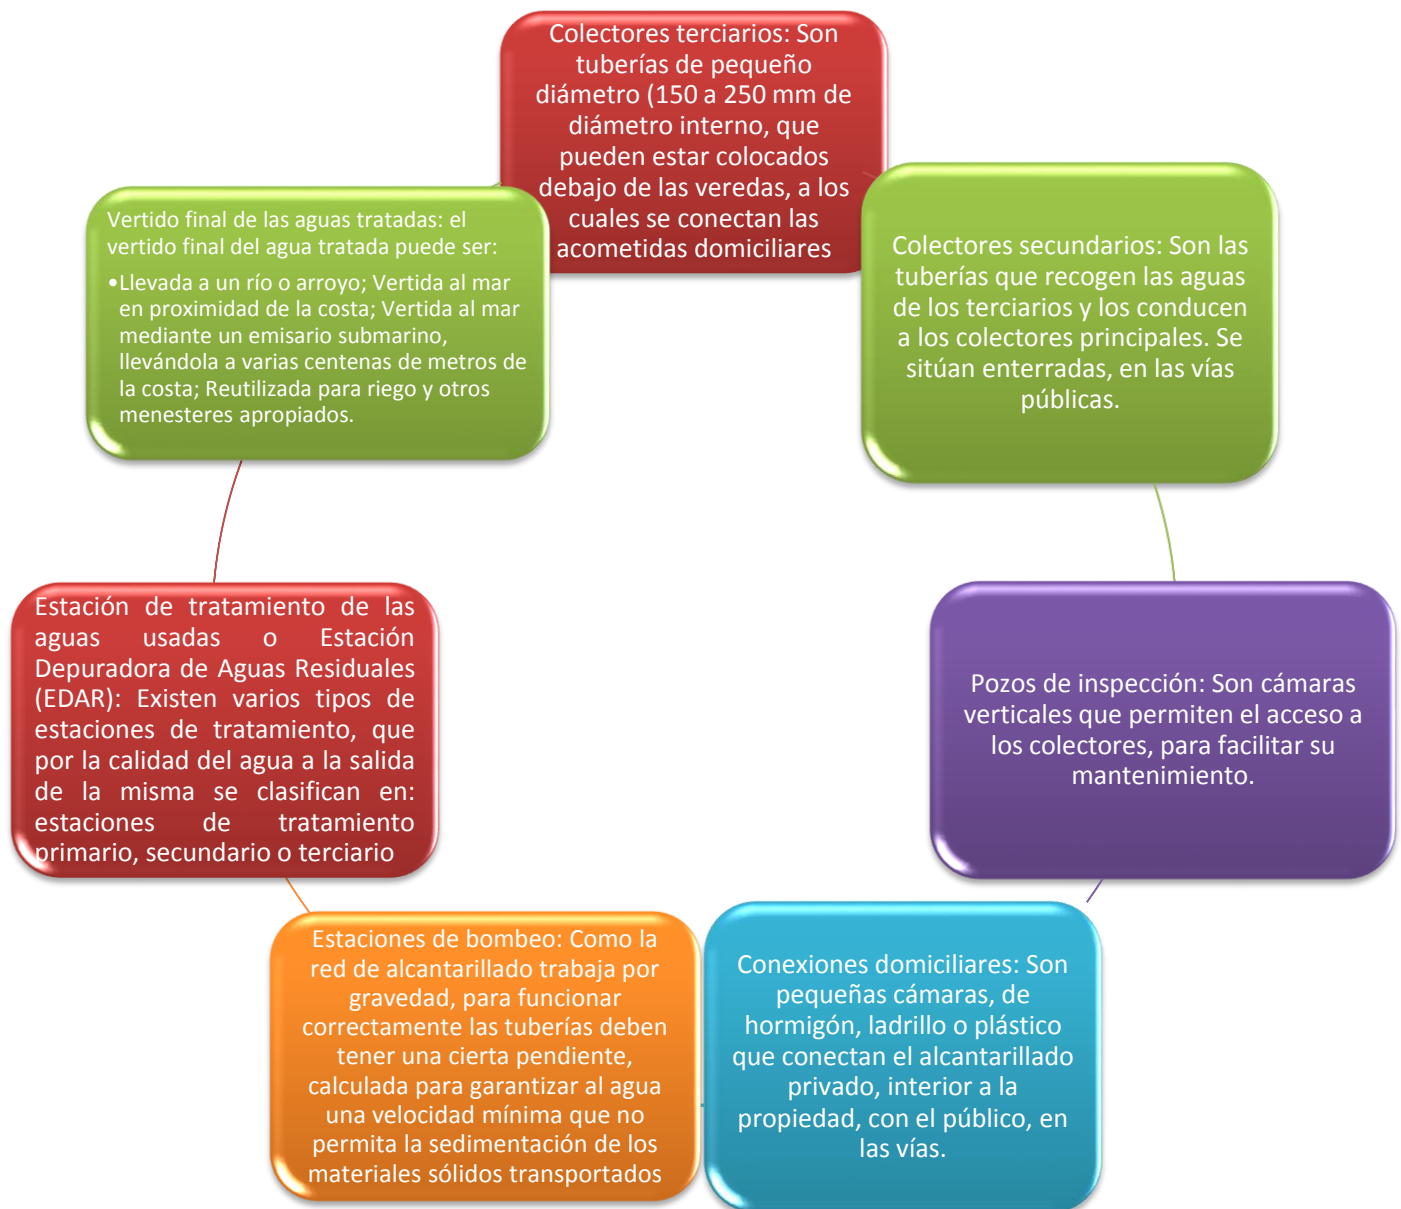 Colectores terciarios: Son
tuberías de pequeño
diámetro (150 a 250 mm de
diámetro interno, que
pueden estar colocados
debajo de las veredas, a los
cuales se conectan las
acometidas domiciliares
Colectores secundarios: Son las
tuberías que recogen las aguas
de los terciarios y los conducen
a los colectores principales. Se
sitúan enterradas, en las vías
públicas.
Pozos de inspección: Son cámaras
verticales que permiten el acceso a
los colectores, para facilitar su
mantenimiento.
Conexiones domiciliares: Son
pequeñas cámaras, de
hormigón, ladrillo o plástico
que conectan el alcantarillado
privado, interior a la
propiedad, con el público, en
las vías.
Estaciones de bombeo: Como la
red de alcantarillado trabaja por
gravedad, para funcionar
correctamente las tuberías deben
tener una cierta pendiente,
calculada para garantizar al agua
una velocidad mínima que no
permita la sedimentación de los
materiales sólidos transportados
Estación de tratamiento de las
aguas usadas o Estación
Depuradora de Aguas Residuales
(EDAR): Existen varios tipos de
estaciones de tratamiento, que
por la calidad del agua a la salida
de la misma se clasifican en:
estaciones de tratamiento
primario, secundario o terciario
Vertido final de las aguas tratadas: el
vertido final del agua tratada puede ser:
•Llevada a un río o arroyo; Vertida al mar
en proximidad de la costa; Vertida al mar
mediante un emisario submarino,
llevándola a varias centenas de metros de
la costa; Reutilizada para riego y otros
menesteres apropiados.